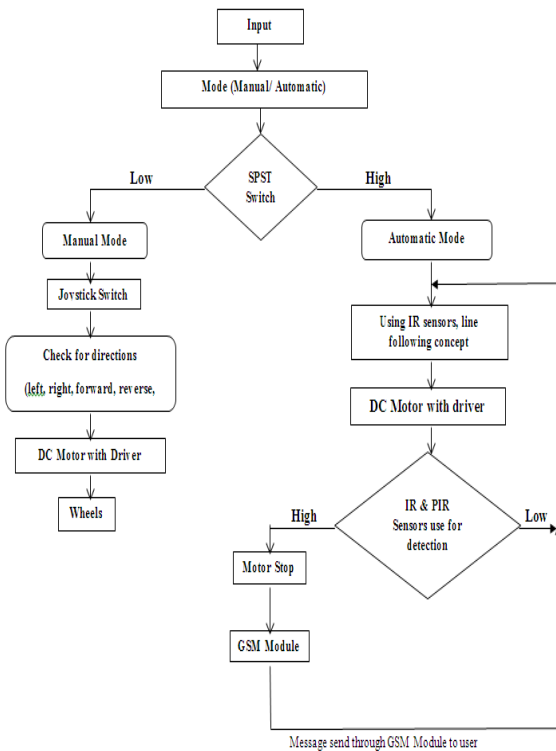 Input
Mode (Manual/ Automatic)
SPST
Switch
Low
High
Manual Mode
Automatic Mode
Joystick Switch
Using IR sensors, line
following concept
Check for directions
(left, right, forward, reverse,
DC Motor with driver
DC Motor with Driver
IR & PIR
Sensors use for
detection
High
Low
Wheels
Motor Stop
GSM Module
Message send through GSM Module to user